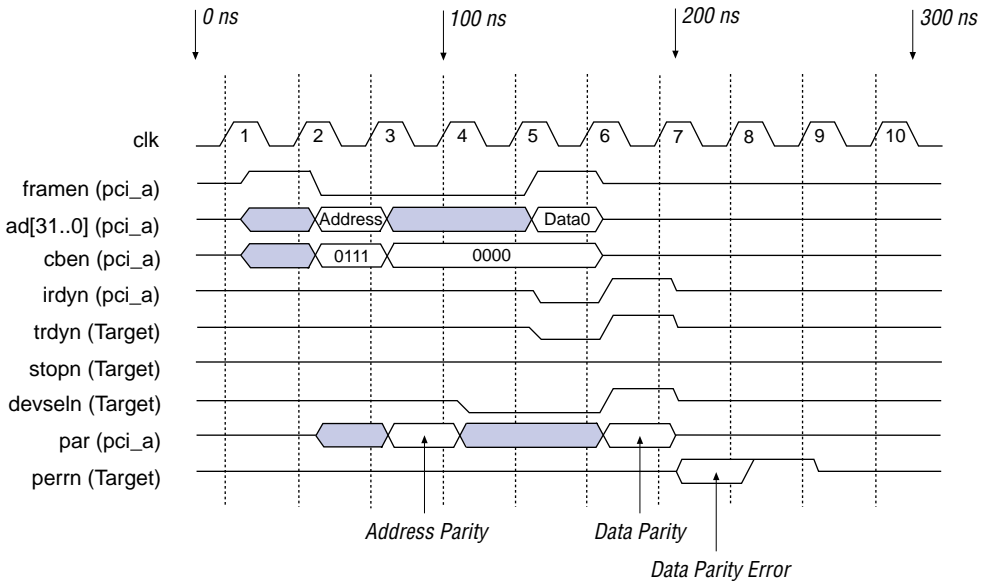 0 ns 100 ns 200 ns 300 ns
clk 1 2 3 4 5 6 7 8 9 10
framen (pci_a)
ad[31..0] (pci_a) Address Data0
cben (pci_a) 0111 0000
irdyn (pci_a)
trdyn (Target)
stopn (Target)
devseln (Target)
par (pci_a)
perrn (Target)
Address Parity Data Parity
Data Parity Error